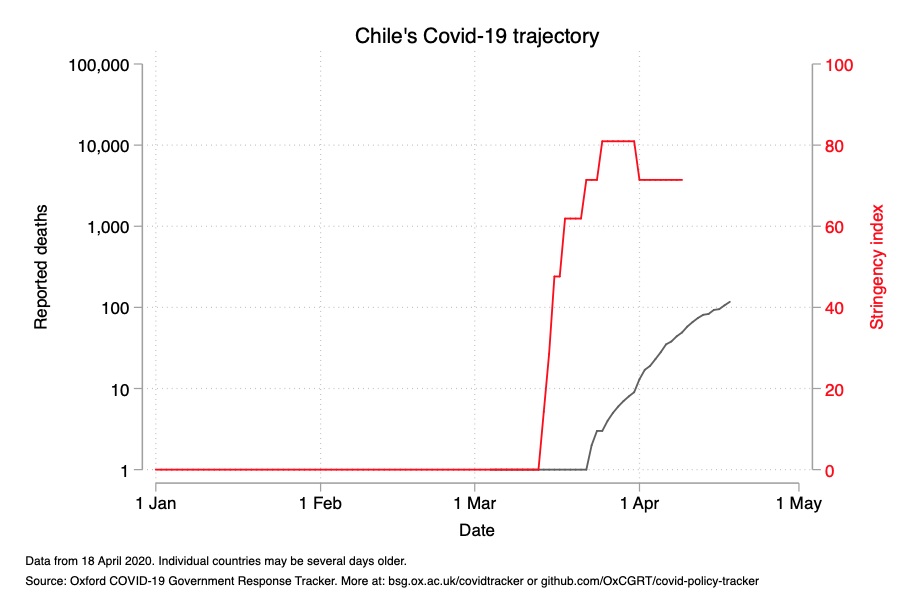 Chile's Covid-19 trajectory
100,000
10,000
1,000
100
10
1
Reported deaths
100
80
60
40
20
0
Stringency index
1 Jan
1 Feb
1 Mar
1 Apr
1 May
Date
Data from 18 April 2020. Individual countries may be several days older.
Source: Oxford COVID-19 Government Response Tracker. More at: bsg.ox.ac.uk/covidtracker or github.com/OxCGRT/covid-policy-tracker